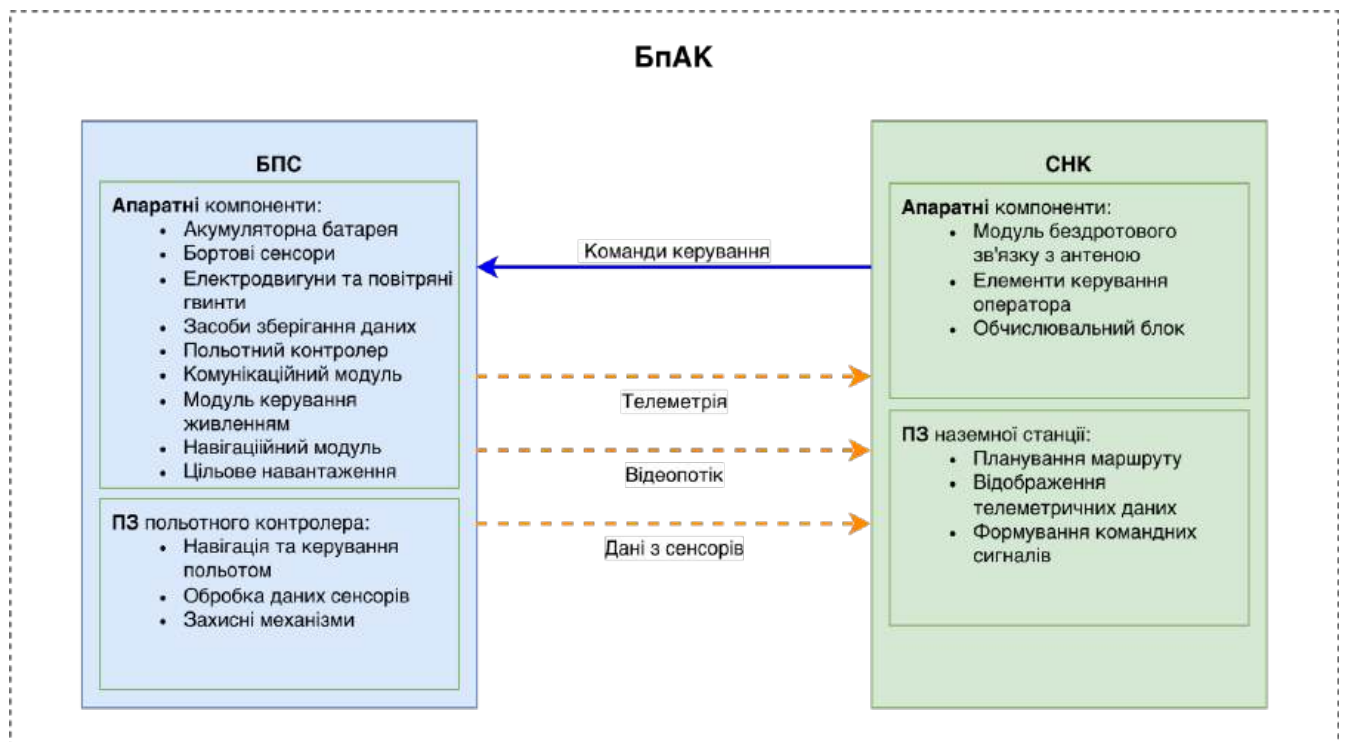 БпАК
БПС
Апаратні компоненти:
• Акумуляторна батарея
• Бортові сенсори
• Електродвигуни та повітряні
гвинти
• Засоби зберігання даних
• Польотний контролер
• Комунікаційний модуль
• Модуль керування
живленням
• Навігаціійний модуль
• Цільове навантаження
ПЗ польотного контролера:
• Навігація та керування
польотом
• Обробка даних сенсорів
• Захисні механізми
Команди керування
Телеметрія
Відеопотік
Дані з сенсорів
СНК
Апаратні компоненти:
• Модуль бездротового
зв'язку з антеною
• Елементи керування
оператора
• Обчислювальний блок
ПЗ наземної станції:
• Планування маршруту
• Відображення
телеметричних даних
• Формування командних
сигналів